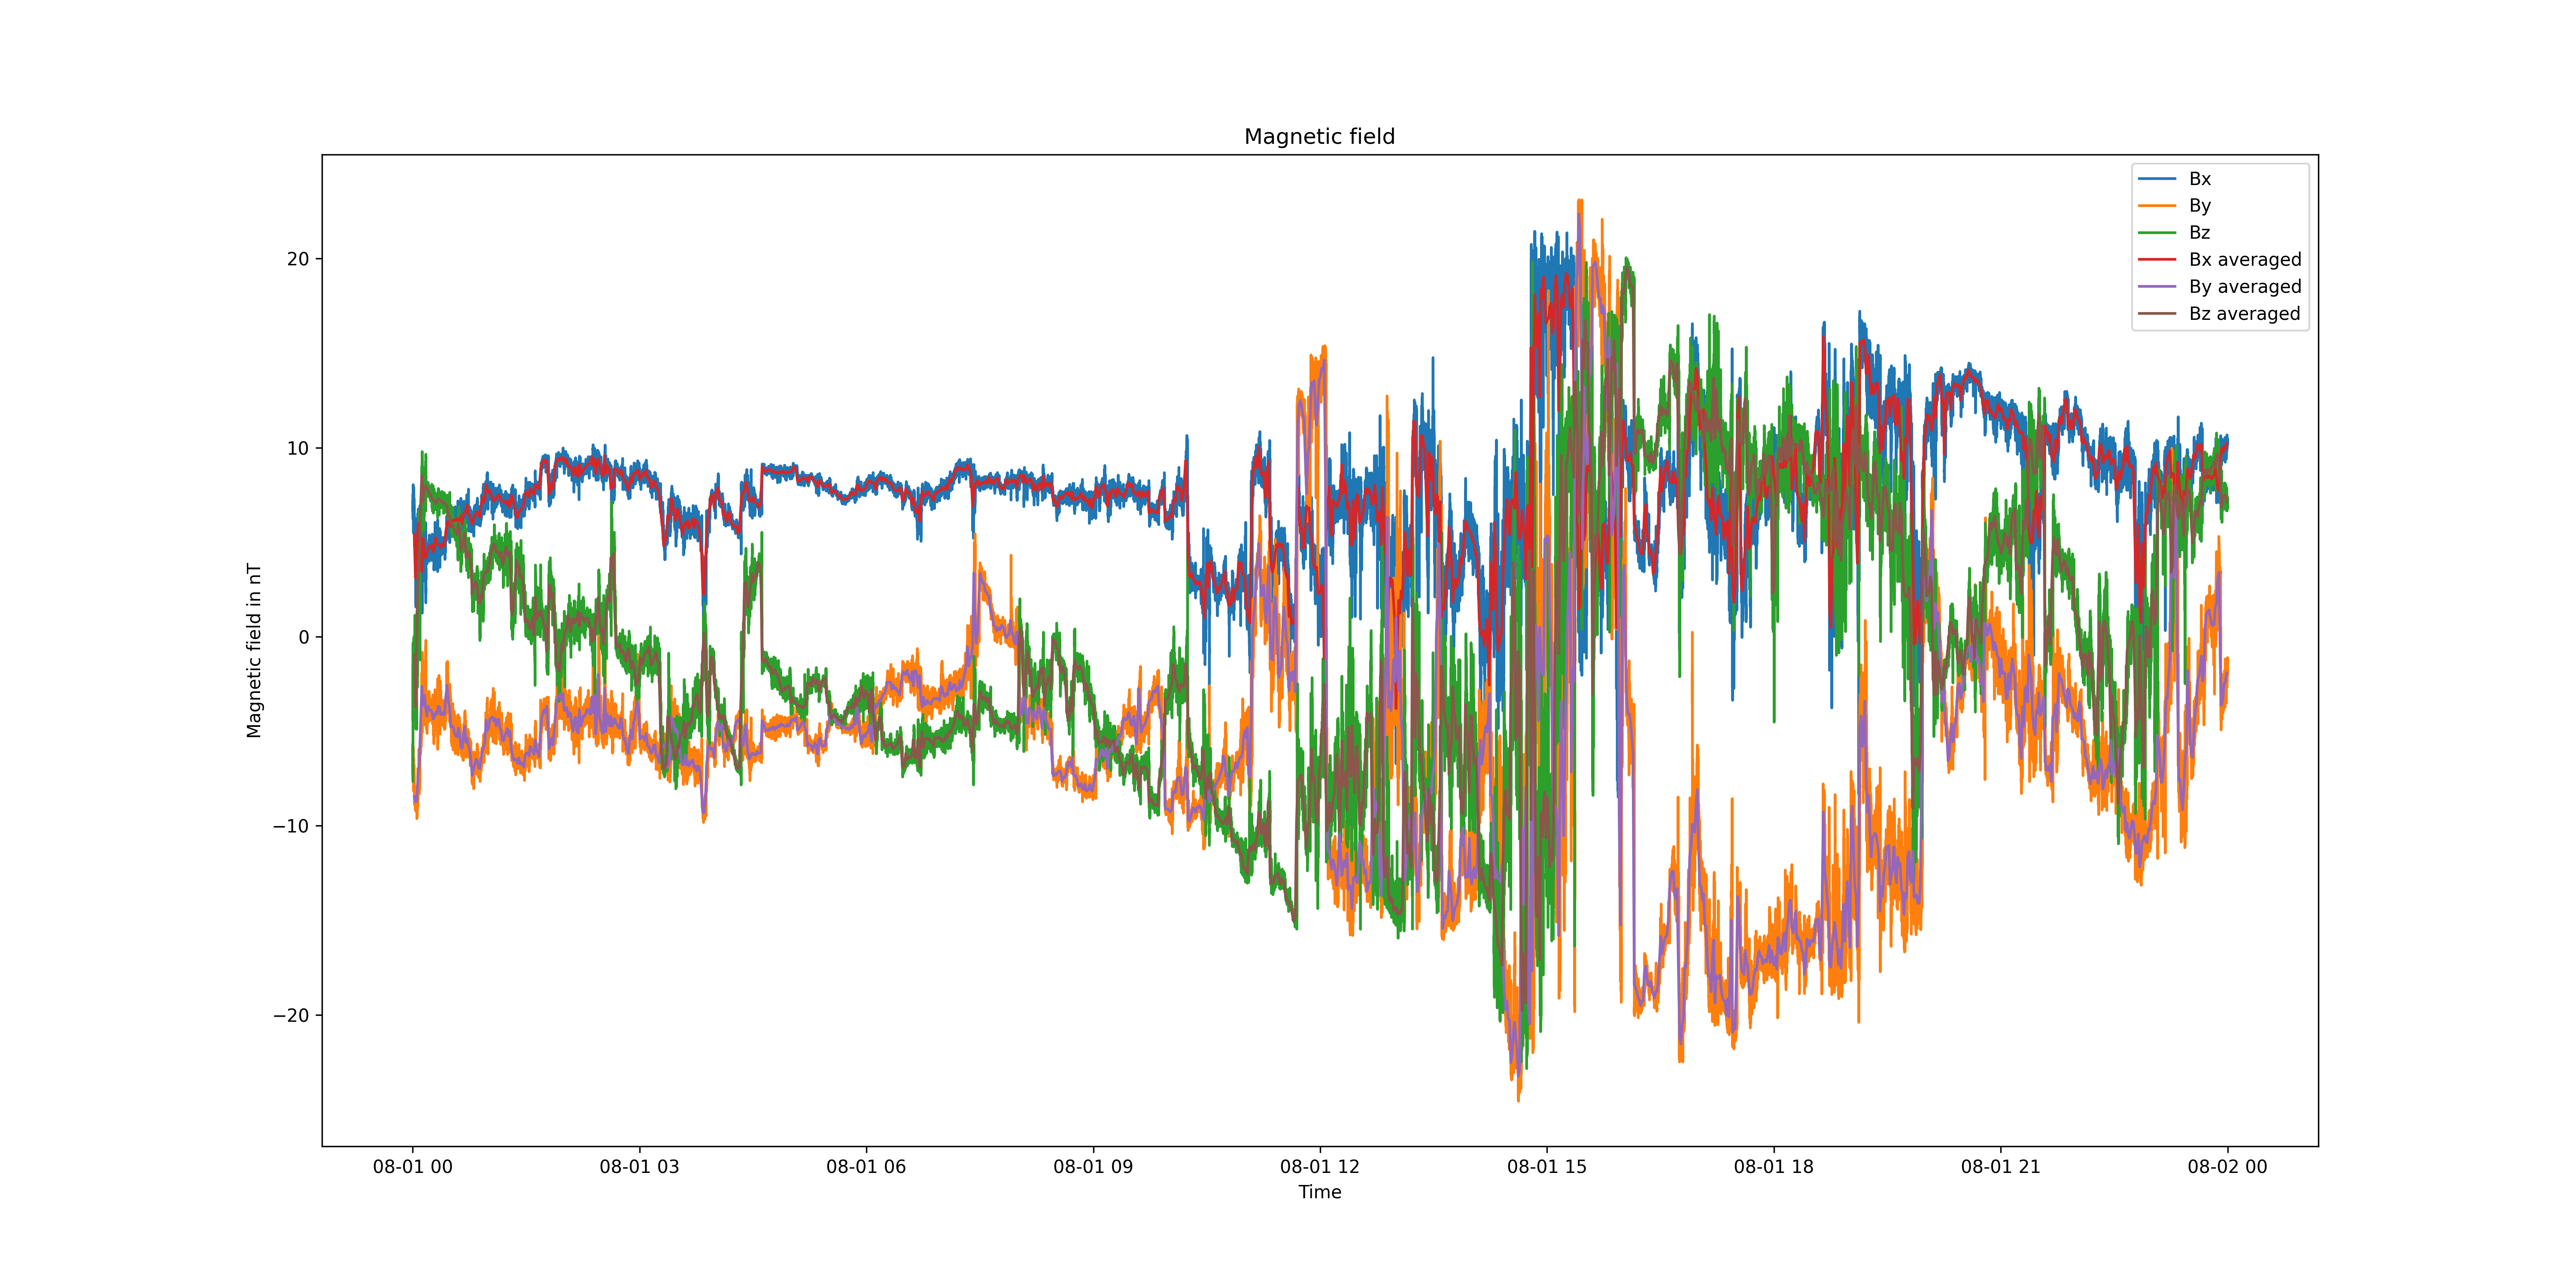 Magnetic field
Bx
By
Bz
Bx averaged
By averaged
Bz averaged
20
10
0
−10
−20
Magnetic field in nT
08-01 00
08-01 03
08-01 06
08-01 09
08-01 12
08-01 15
08-01 18
08-01 21
08-02 00
Time